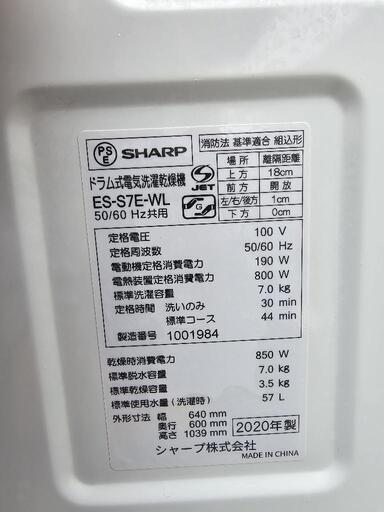 PS E SHARP
消防法 基準適合 組込形
場所 離隔距離
上方 18cm
前方 開放
左/右/後方 1cm
下方 0cm
ドラム式電気洗濯乾燥機
ES-S7E-WL
50/60 Hz共用
S JET
G
定格電圧 100 V
定格周波数 50/60 Hz
電動機定格消費電力 190 W
電熱装置定格消費電力 800 W
標準洗濯容量 7.0 kg
定格時間 洗いのみ 30 min
標準コース 44 min
製造番号 1001984
乾燥時消費電力 850 W
標準脱水容量 7.0 kg
標準乾燥容量 3.5 kg
標準使用水量(洗濯時) 57 L
外形寸法 幅 640 mm
奥行 600 mm
高さ 1039 mm
2020年製
シャープ株式会社
MADE IN CHINA